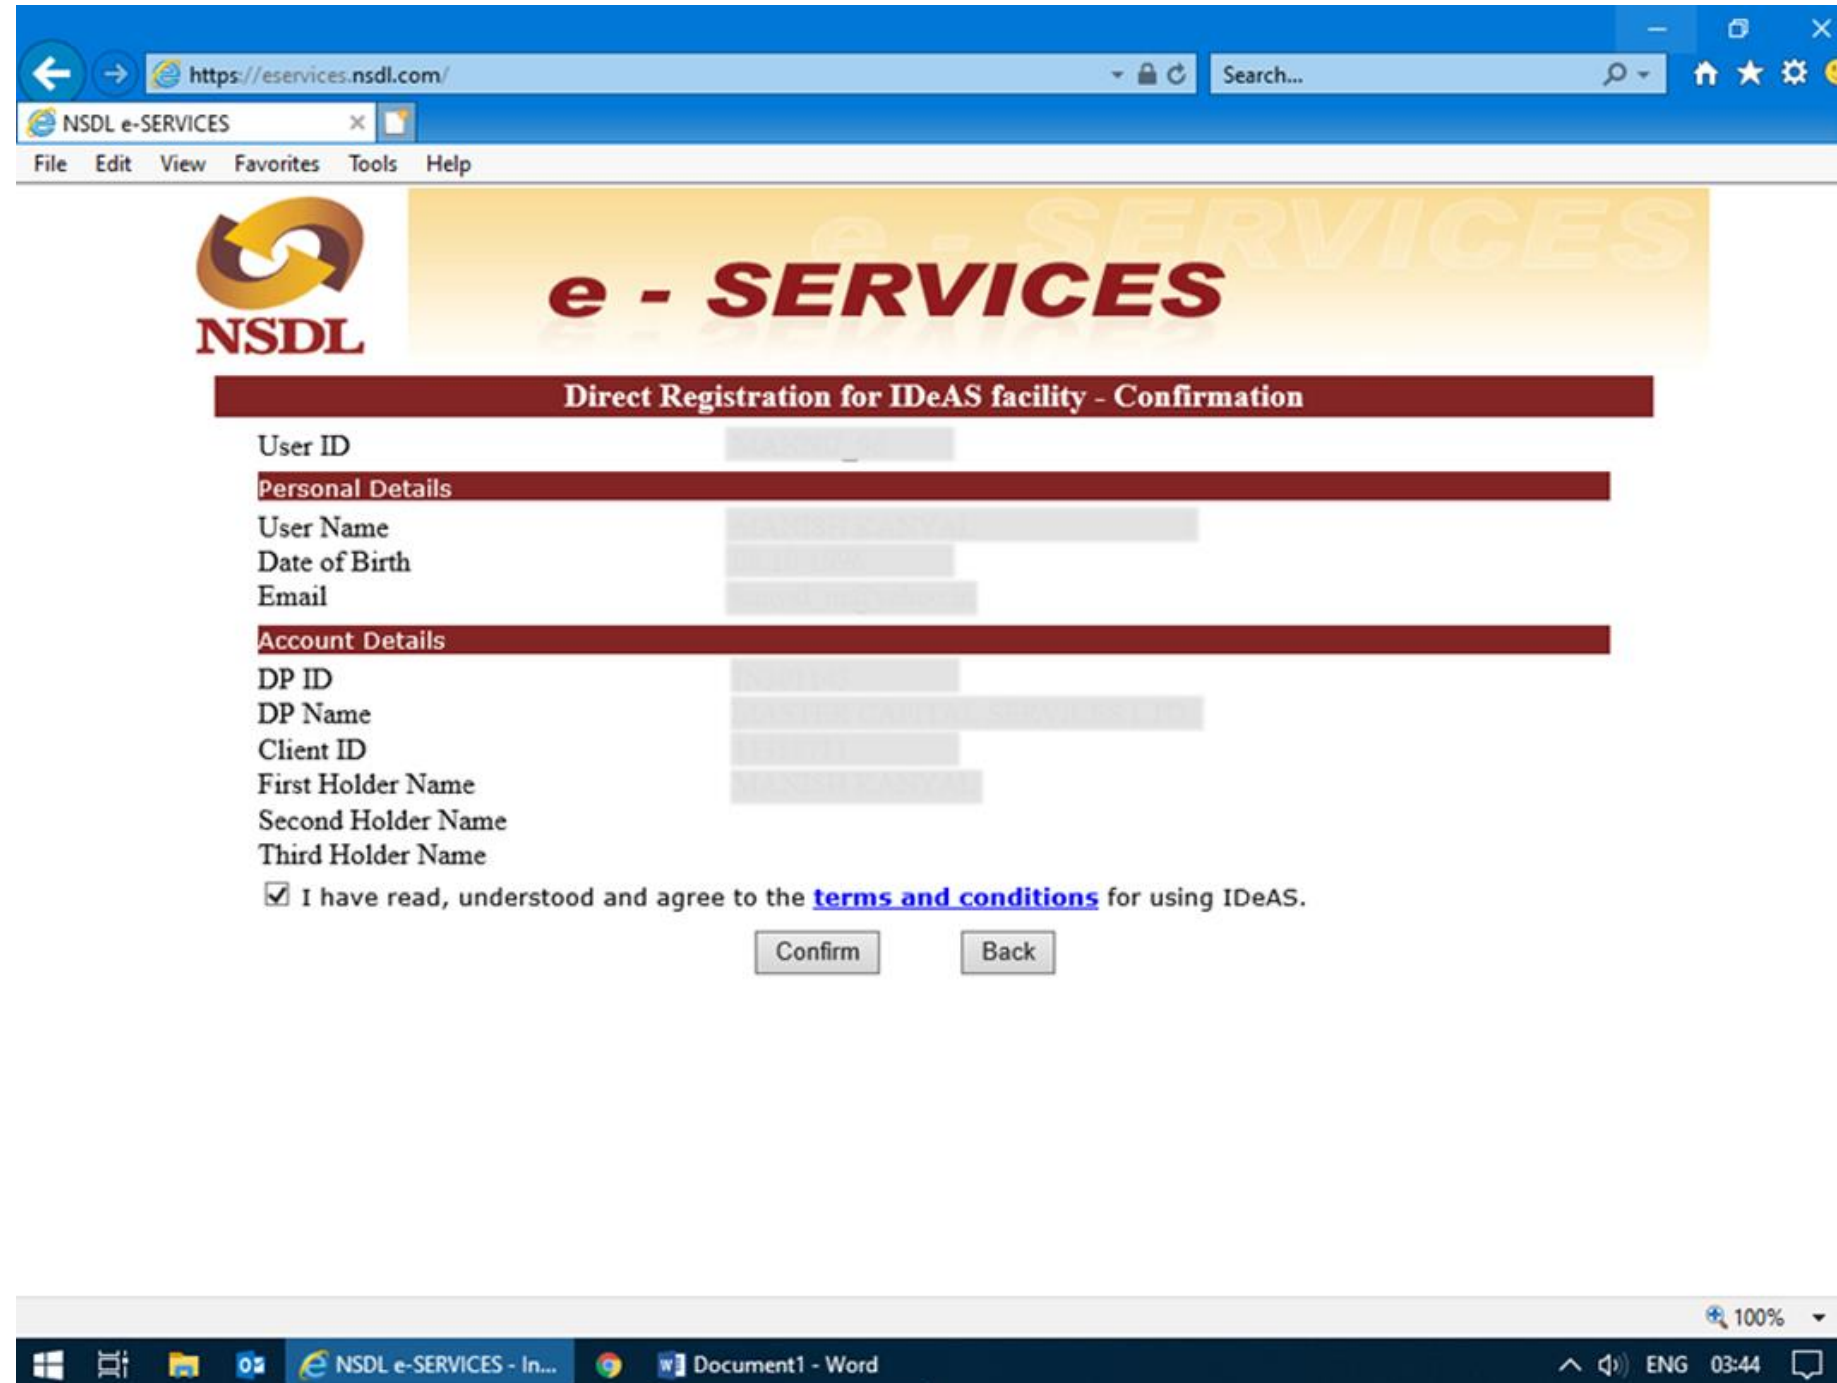 https://eservices.nsdl.com/
Search...
NSDL e-SERVICES
File Edit View Favorites Tools Help
e - SERVICES
NSDL
e - SERVICES
Direct Registration for IDeAS facility - Confirmation
User ID
Personal Details
User Name
Date of Birth
Email
Account Details
DP ID
DP Name
Client ID
First Holder Name
Second Holder Name
Third Holder Name
I have read, understood and agree to the terms and conditions for using IDeAS.
Confirm Back
100%
NSDL e-SERVICES - In... Document1 - Word ENG 03:44